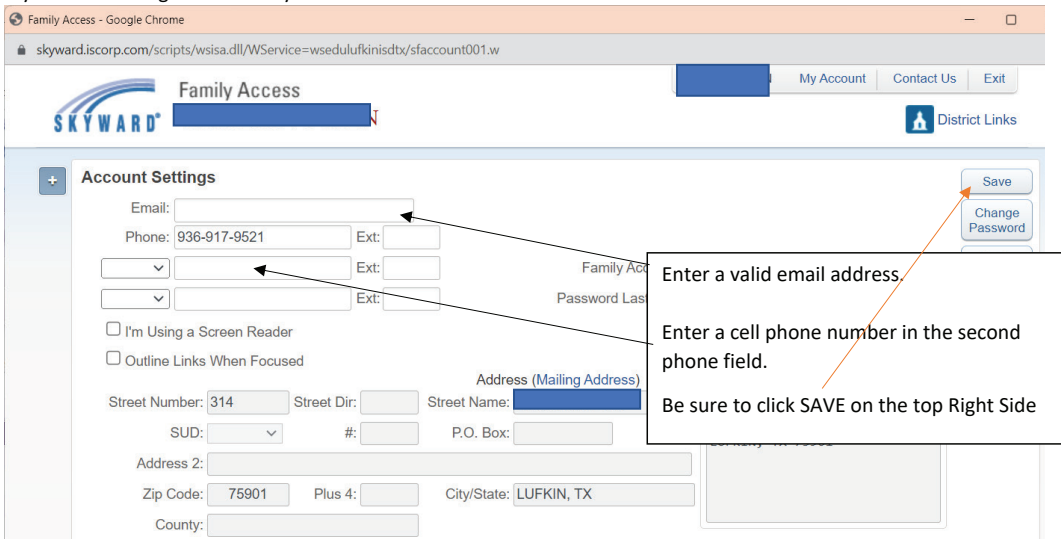 Family Access - Google Chrome
skyward.iscorp.com/scripts/wsisa.dll/WService=wsedulufkinisdtx/sfaccount001.w
Family Access
My Account Contact Us Exit
SKYWARD®
District Links
Account Settings
Save
Email:
Change Password
Phone: 936-917-9521 Ext:
Ext:
Family Acc
Ext:
Password Last
Enter a valid email address.
Enter a cell phone number in the second
phone field.
Be sure to click SAVE on the top Right Side
I'm Using a Screen Reader
Outline Links When Focused
Address (Mailing Address)
Street Number: 314 Street Dir: Street Name:
SUD: #: P.O. Box:
Address 2:
Zip Code: 75901 Plus 4: City/State: LUFKIN, TX
County: